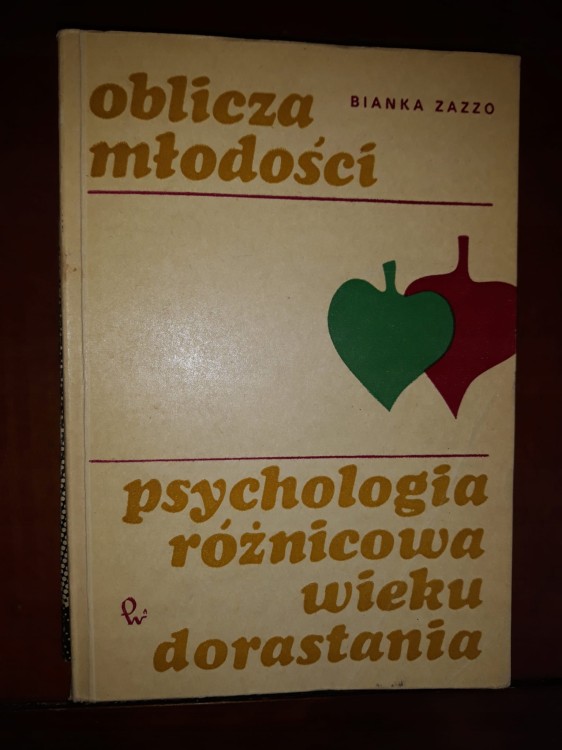 oblicza
BIANKA ZAZZO
młodości
psychologia
różnicowa
wieku
dorastania